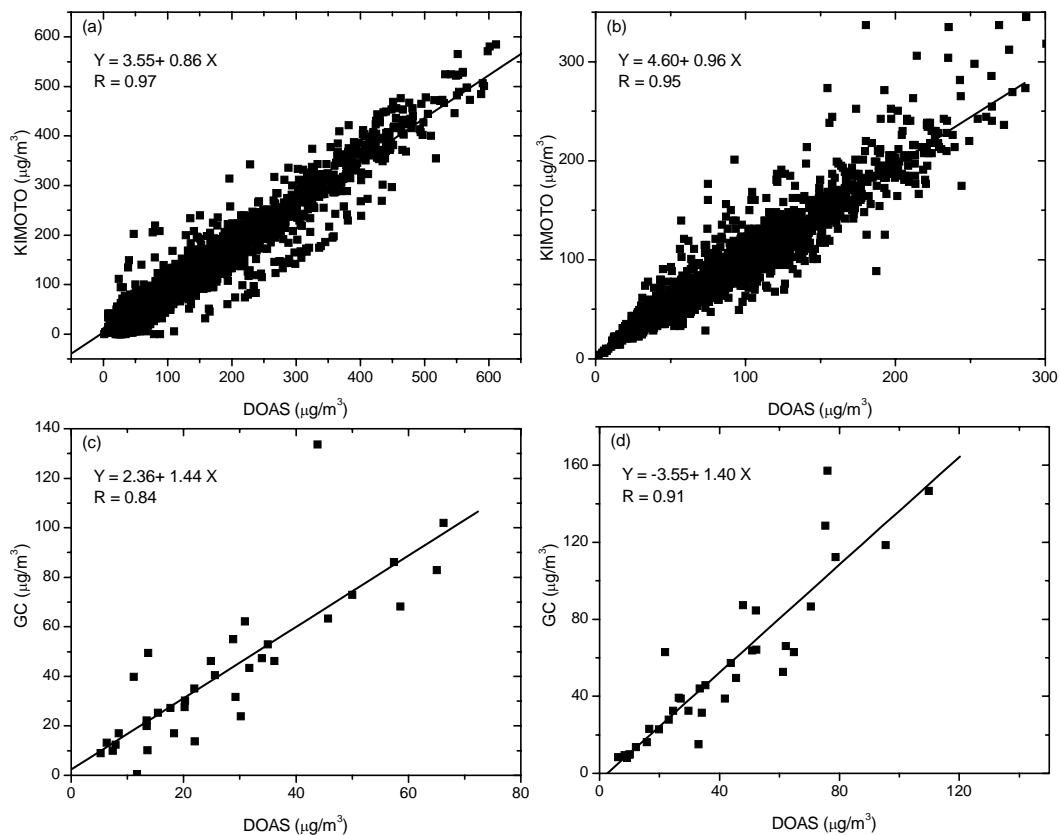 (a)
Y = 3.55+ 0.86 X
R = 0.97
KIMOTO (μg/m³)
600
500
400
300
200
100
0
0 100 200 300 400 500 600
DOAS (μg/m³)
(b)
Y = 4.60+ 0.96 X
R = 0.95
KIMOTO (μg/m³)
300
200
100
0
0 100 200 300
DOAS (μg/m³)
(c)
Y = 2.36+ 1.44 X
R = 0.84
GC (μg/m³)
140
120
100
80
60
40
20
0
0 20 40 60 80
DOAS (μg/m³)
(d)
Y = -3.55+ 1.40 X
R = 0.91
GC (μg/m³)
160
120
80
40
0
0 40 80 120
DOAS (μg/m³)